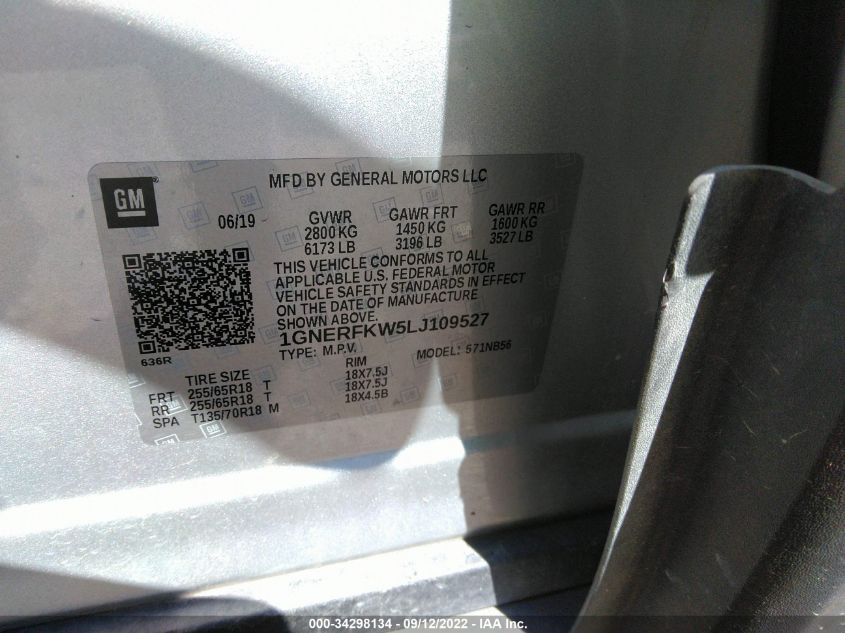 GM
MFD BY GENERAL MOTORS LLC
06/19 GVWR GAWR FRT GAWR RR
2800 KG 1450 KG 1600 KG
6173 LB 3196 LB 3527 LB
THIS VEHICLE CONFORMS TO ALL
APPLICABLE U.S. FEDERAL MOTOR
VEHICLE SAFETY STANDARDS IN EFFECT
ON THE DATE OF MANUFACTURE
SHOWN ABOVE.
1GNERFKW5LJ109527
636R
TYPE: M.P.V. MODEL: 571NB56
TIRE SIZE RIM
FRT 255/65R18 T 18X7.5J
RR 255/65R18 T 18X7.5J
SPA T135/70R18 M 18X4.5B
000-34298134 - 09/12/2022 - IAA Inc.